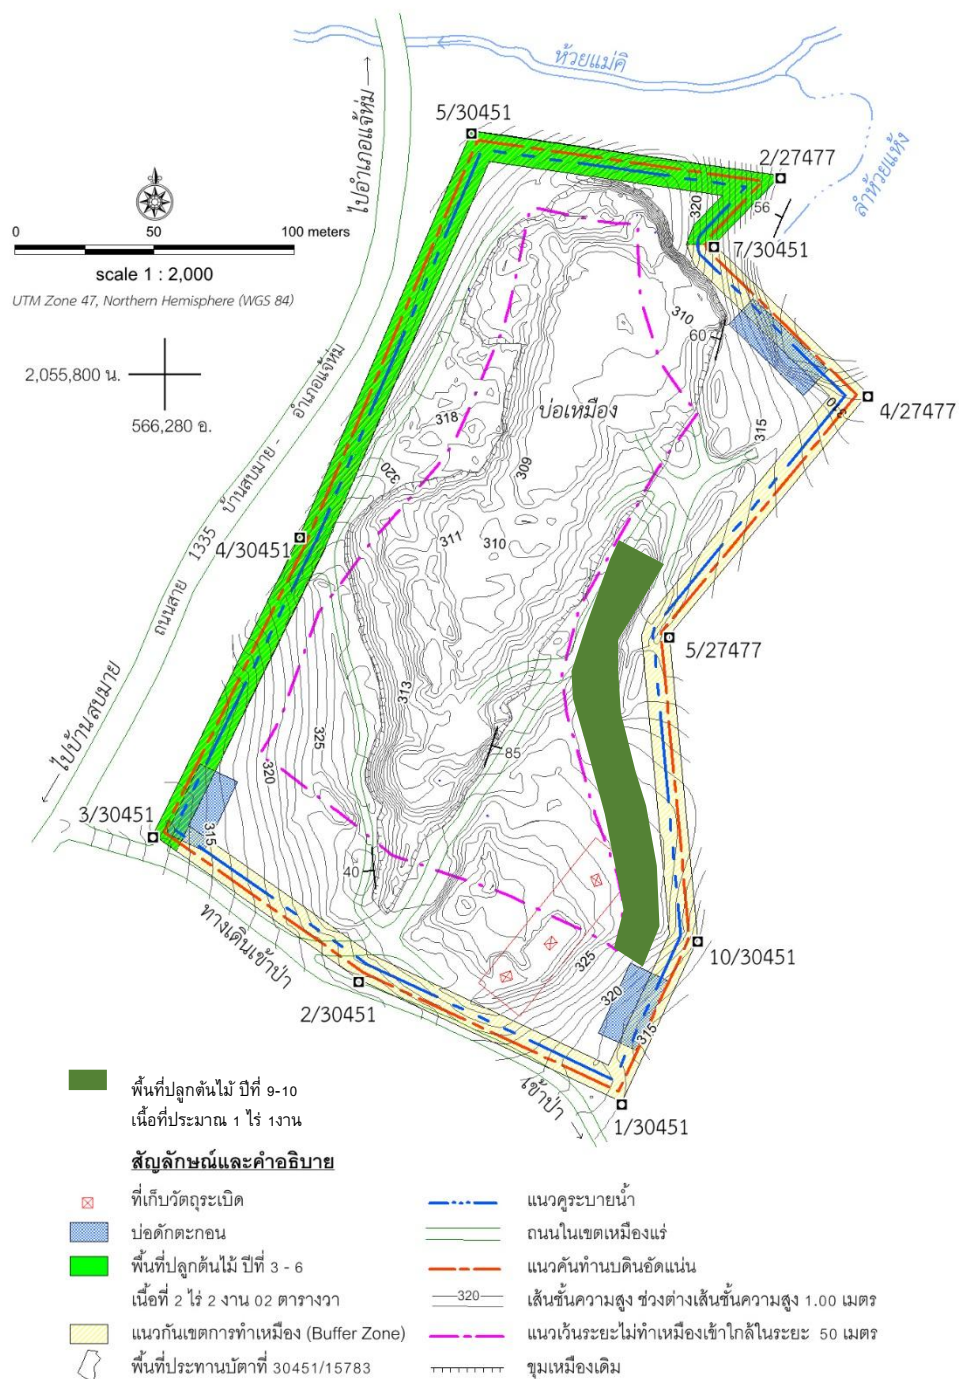 ห้วยแม่คิ
ลำห้วยแห้ง
ไปอำเภอแจ้ห่ม
5/30451
2/27477
320
56
7/30451
0 50 100 meters
scale 1 : 2,000
UTM Zone 47, Northern Hemisphere (WGS 84)
310
60
2,055,800 น.
566,280 อ.
4/27477
310
315
บ่อเหมือง
318
320
309
311
310
4/30451
ถนนสาย 1335 บ้านสบมาย - อำเภอแจ้ห่ม
5/27477
313
325
320
85
ไปบ้านสบมาย
3/30451
315
40
ทางเดินเข้าป่า
10/30451
325
320
315
2/30451
เข้าป่า
1/30451
พื้นที่ปลูกต้นไม้ ปีที่ 9-10
เนื้อที่ประมาณ 1 ไร่ 1งาน
สัญลักษณ์และคำอธิบาย
ที่เก็บวัตถุระเบิด
บ่อดักตะกอน
พื้นที่ปลูกต้นไม้ ปีที่ 3 - 6
เนื้อที่ 2 ไร่ 2 งาน 02 ตารางวา
แนวกันเขตการทำเหมือง (Buffer Zone)
พื้นที่ประทานบัตาที่ 30451/15783
แนวคูระบายน้ำ
ถนนในเขตเหมืองแร่
แนวคันทำนบดินอัดแน่น
320 เส้นชั้นความสูง ช่วงต่างเส้นชั้นความสูง 1.00 เมตร
แนวเว้นระยะไม่ทำเหมืองเข้าใกล้ในระยะ 50 เมตร
ขุมเหมืองเดิม